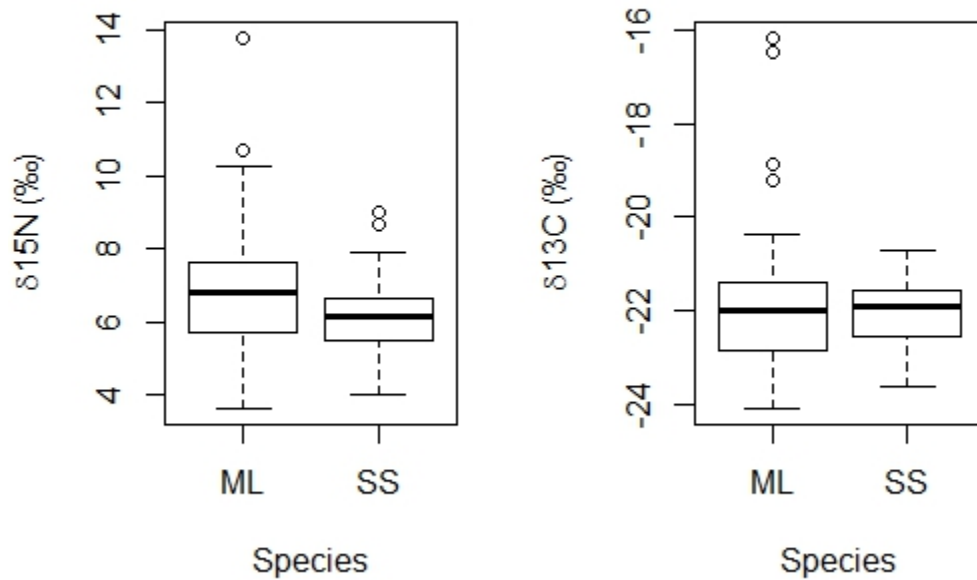 δ15N (‰)
14
12
10
8
6
4
ML SS
Species
δ13C (‰)
-16
-18
-20
-22
-24
ML SS
Species